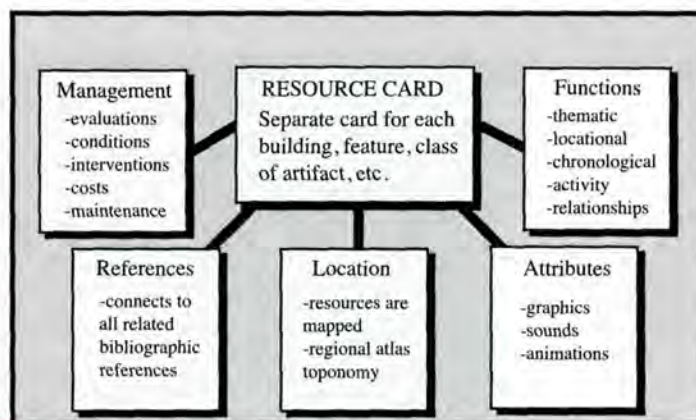 Management
-evaluations
-conditions
-interventions
-costs
-maintenance
RESOURCE CARD
Separate card for each
building, feature, class
of artifact, etc.
Functions
-thematic
-locational
-chronological
-activity
-relationships
References
-connects to
all related
bibliographic
references
Location
-resources are
mapped
-regional atlas
toponomy
Attributes
-graphics
-sounds
-animations